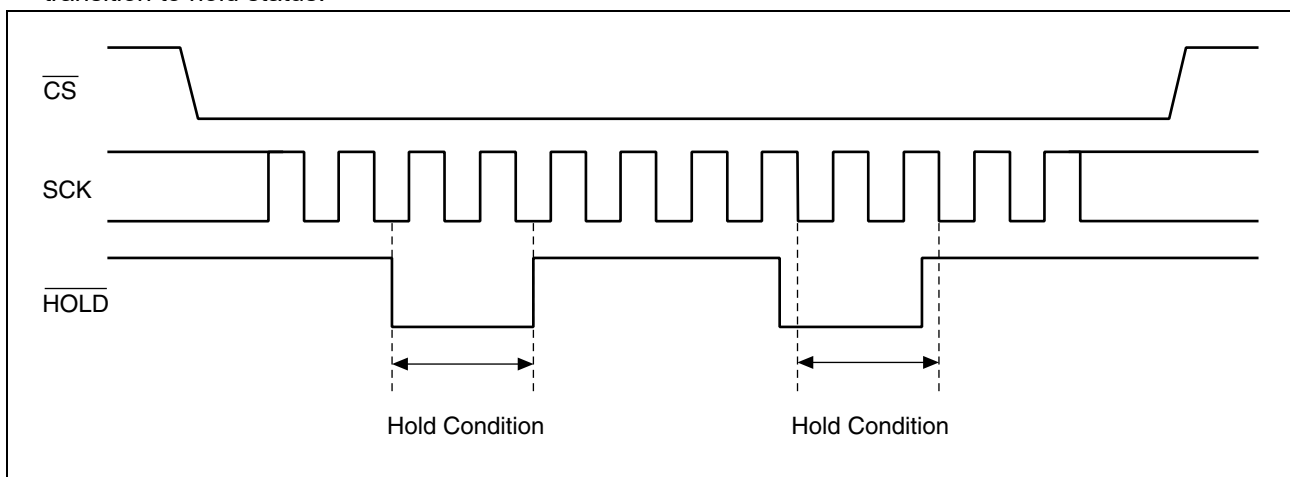 transition to hold status.
CS
SCK
HOLD
Hold Condition Hold Condition